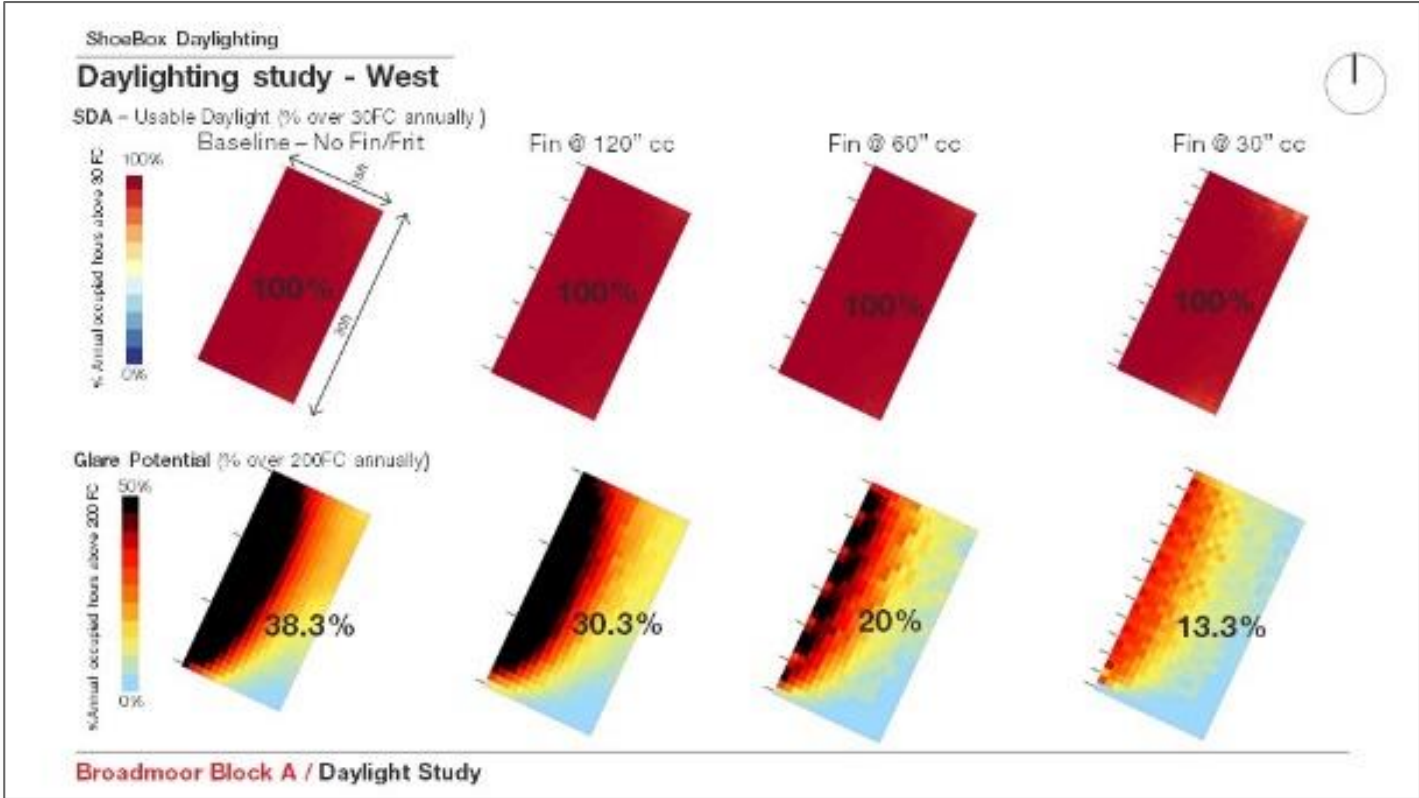 ShoeBox Daylighting
Daylighting study - West
SDA – Usable Daylight (% over 30FC annually )
Baseline – No Fin/Frit
Fin @ 120” cc
Fin @ 60” cc
Fin @ 30” cc
% Annual occupied hours above 30 FC
100%
0%
15ft
30ft
100%
100%
100%
100%
Glare Potential (% over 200FC annually)
% Annual occupied hours above 200 FC
50%
0%
38.3%
30.3%
20%
13.3%
Broadmoor Block A / Daylight Study